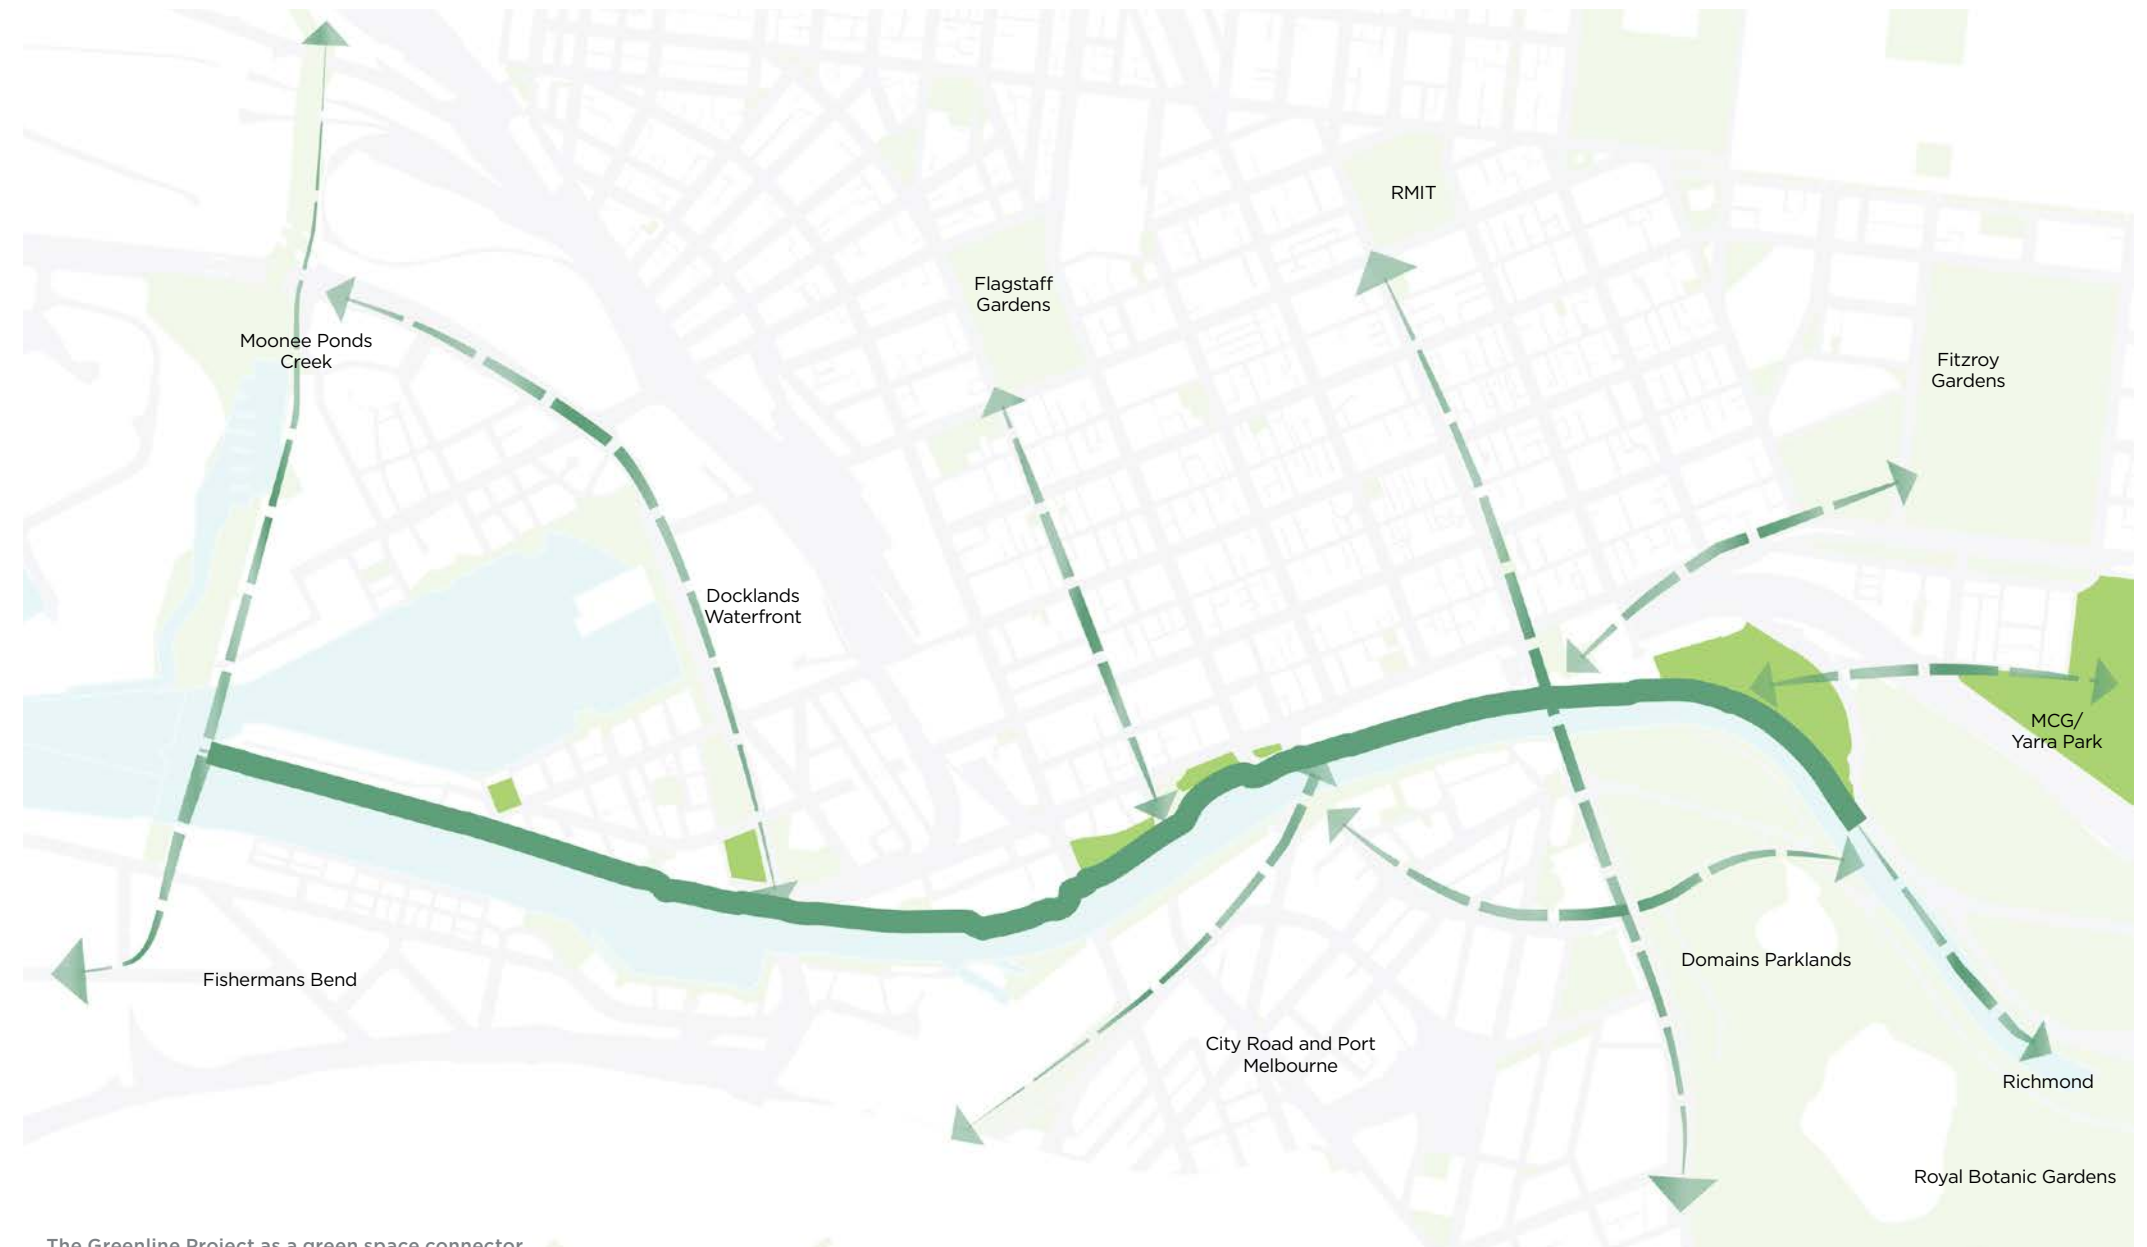 RMIT
Flagstaff
Gardens
Moonee Ponds
Creek
Fitzroy
Gardens
Docklands
Waterfront
MCG/
Yarra Park
Domains Parklands
Fishermans Bend
City Road and Port
Melbourne
Richmond
Royal Botanic Gardens
The Greenline Project as a green space connector